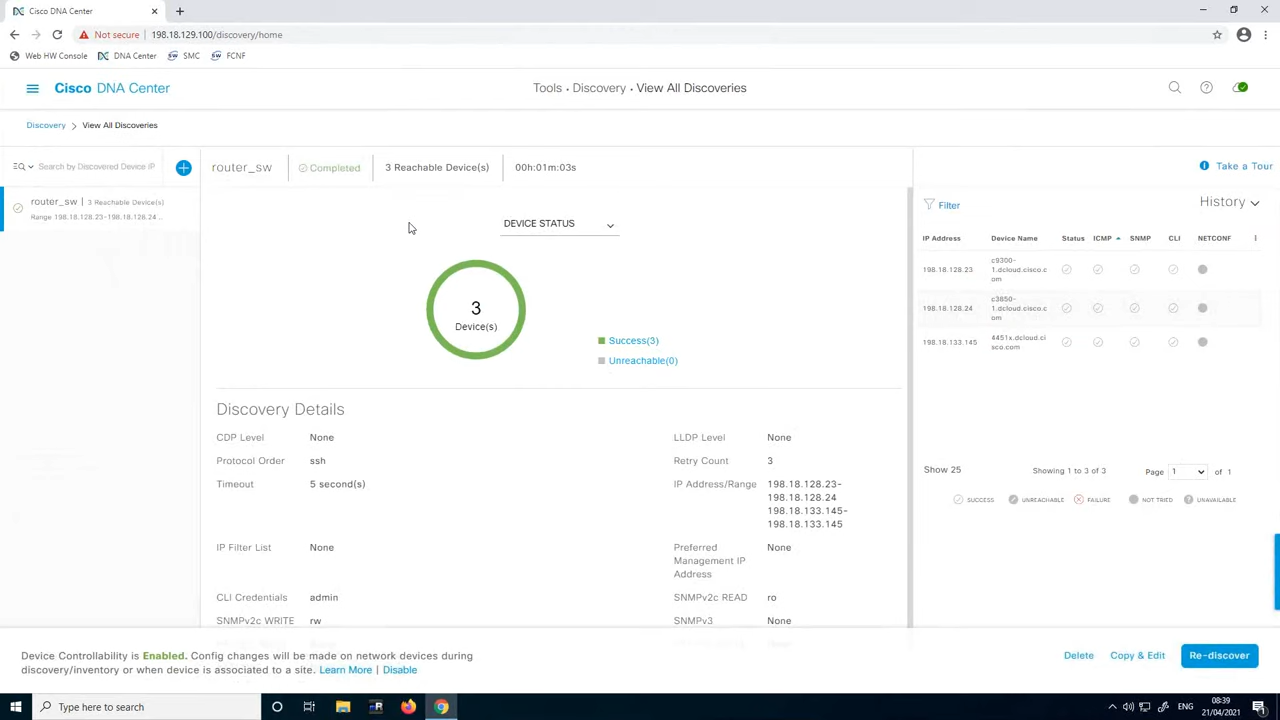 Cisco DNA Center
Not secure | 198.18.129.100/discovery/home
Web HW Console DNA Center SMC FCNF
Cisco DNA Center
Tools • Discovery • View All Discoveries
Discovery > View All Discoveries
Search by Discovered Device IP
router_sw | 3 Reachable Device(s)
Range 198.18.128.23-198.18.128.24 ..
router_sw
Completed
3 Reachable Device(s)
00h:01m:03s
DEVICE STATUS
3
Device(s)
Success(3)
Unreachable(0)
Discovery Details
CDP Level None
LLDP Level None
Protocol Order ssh
Retry Count 3
Timeout 5 second(s)
IP Address/Range 198.18.128.23-
198.18.128.24
198.18.133.145-
198.18.133.145
IP Filter List None
Preferred None
Management IP
Address
CLI Credentials admin
SNMPv2c READ ro
SNMPv2c WRITE rw
SNMPv3 None
Take a Tour
Filter
History
IP Address Device Name Status ICMP SNMP CLI NETCONF
198.18.128.23 c9300-
1.dcloud.cisco.c
om
198.18.128.24 c3850-
1.dcloud.cisco.c
om
198.18.133.145 4451x.dcloud.ci
sco.com
Show 25 Showing 1 to 3 of 3 Page 1 of 1
SUCCESS UNREACHABLE FAILURE NOT TRIED UNAVAILABLE
Device Controllability is Enabled. Config changes will be made on network devices during
discovery/inventory or when device is associated to a site. Learn More | Disable
Delete Copy & Edit Re-discover
Type here to search
ENG
08:39
21/04/2021